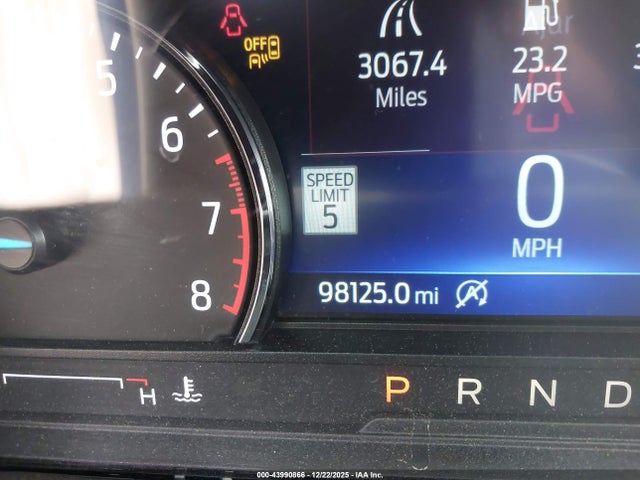 5
6
7
8
OFF
3067.4
Miles
23.2
MPG
ajar
SPEED
LIMIT
5
0
MPH
98125.0 mi
H
P R N D
000-43990866 - 12/22/2025 - IAA Inc.